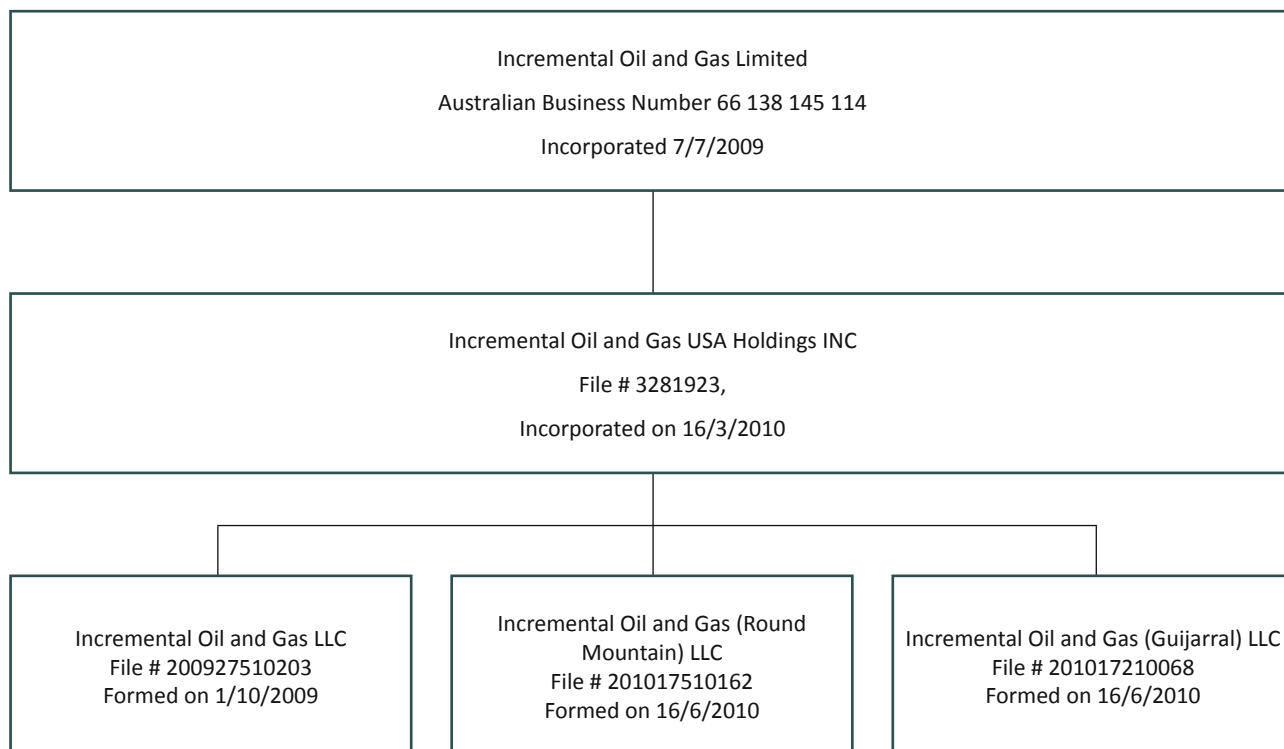 Incremental Oil and Gas Limited
Australian Business Number 66 138 145 114
Incorporated 7/7/2009
Incremental Oil and Gas USA Holdings INC
File # 3281923,
Incorporated on 16/3/2010
Incremental Oil and Gas LLC
File # 200927510203
Formed on 1/10/2009
Incremental Oil and Gas (Round
Mountain) LLC
File # 201017510162
Formed on 16/6/2010
Incremental Oil and Gas (Guijarral) LLC
File # 201017210068
Formed on 16/6/2010